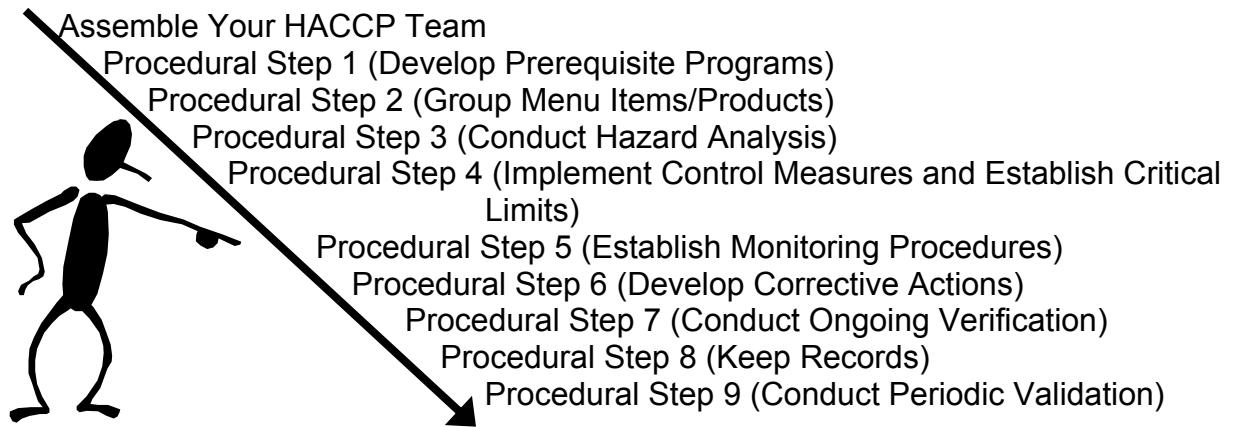 Assemble Your HACCP Team
Procedural Step 1 (Develop Prerequisite Programs)
Procedural Step 2 (Group Menu Items/Products)
Procedural Step 3 (Conduct Hazard Analysis)
Procedural Step 4 (Implement Control Measures and Establish Critical
Limits)
Procedural Step 5 (Establish Monitoring Procedures)
Procedural Step 6 (Develop Corrective Actions)
Procedural Step 7 (Conduct Ongoing Verification)
Procedural Step 8 (Keep Records)
Procedural Step 9 (Conduct Periodic Validation)